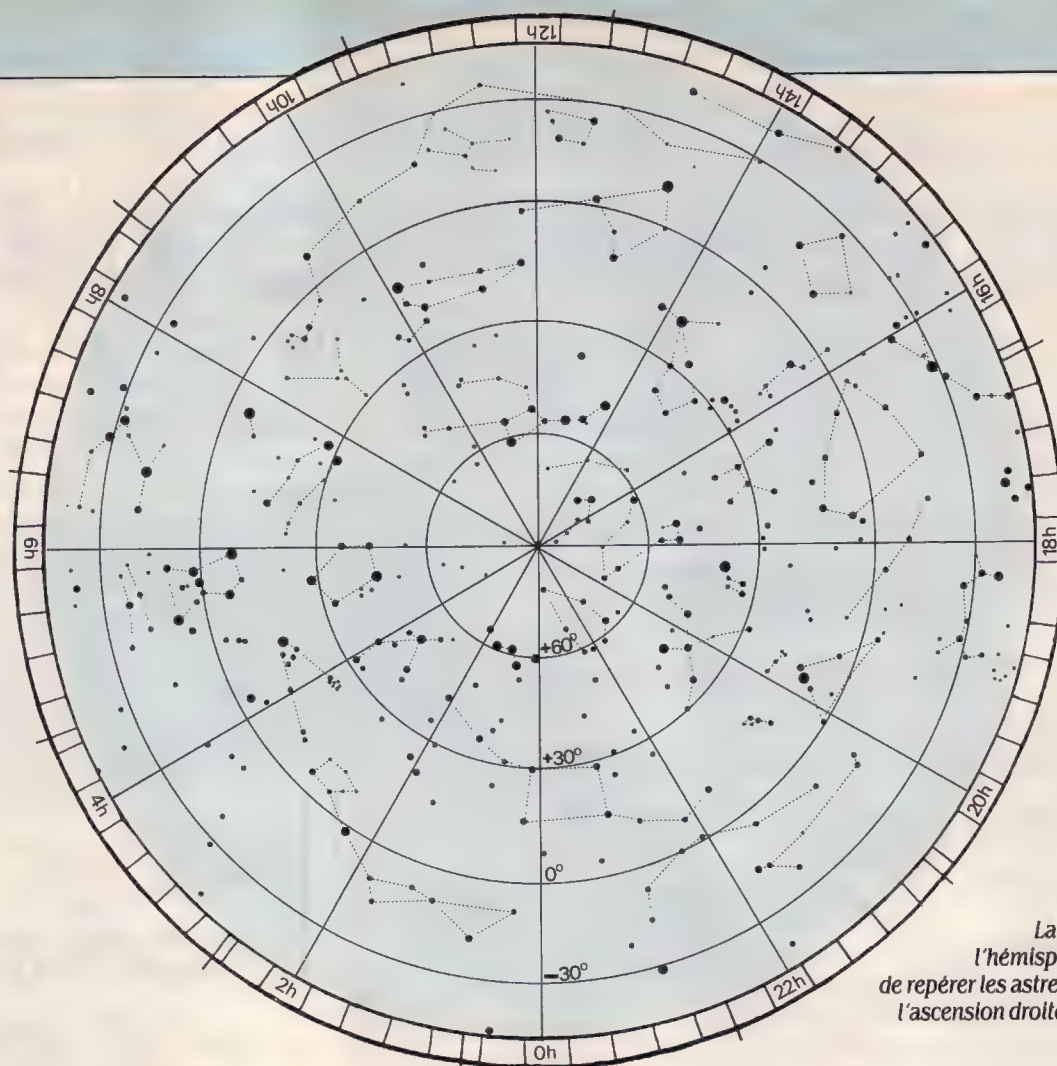 12h
10h
14h
8h
16h
6h
18h
+60°
+30°
4h
20h
0°
2h
22h
−30°
0h
La
l'hémisp
de repérer les astre
l'ascension droite